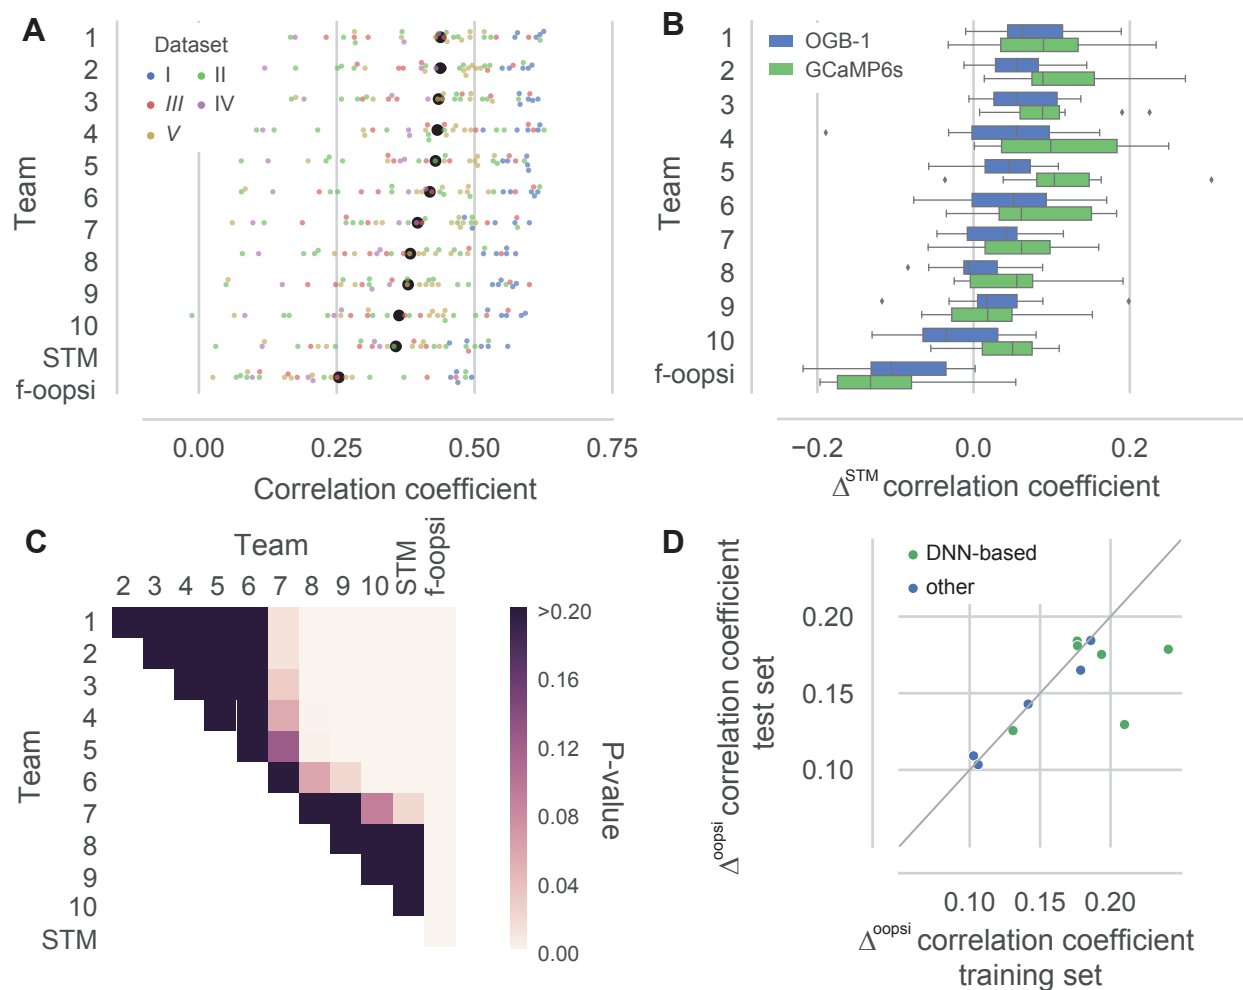 A
Dataset
I
II
III
IV
V
Team
1
2
3
4
5
6
7
8
9
10
STM
f-oopsi
0.00 0.25 0.50 0.75
Correlation coefficient
B
OGB-1
GCaMP6s
Team
1
2
3
4
5
6
7
8
9
10
f-oopsi
−0.2 0.0 0.2
ΔSTM correlation coefficient
C
Team
2 3 4 5 6 7 8 9 10 STM f-oopsi
Team
1
2
3
4
5
6
7
8
9
10
STM
>0.20
0.16
0.12
0.08
0.04
0.00
P-value
D
DNN-based
other
Δoopsi correlation coefficient
test set
0.20
0.15
0.10
0.10 0.15 0.20
Δoopsi correlation coefficient
training set